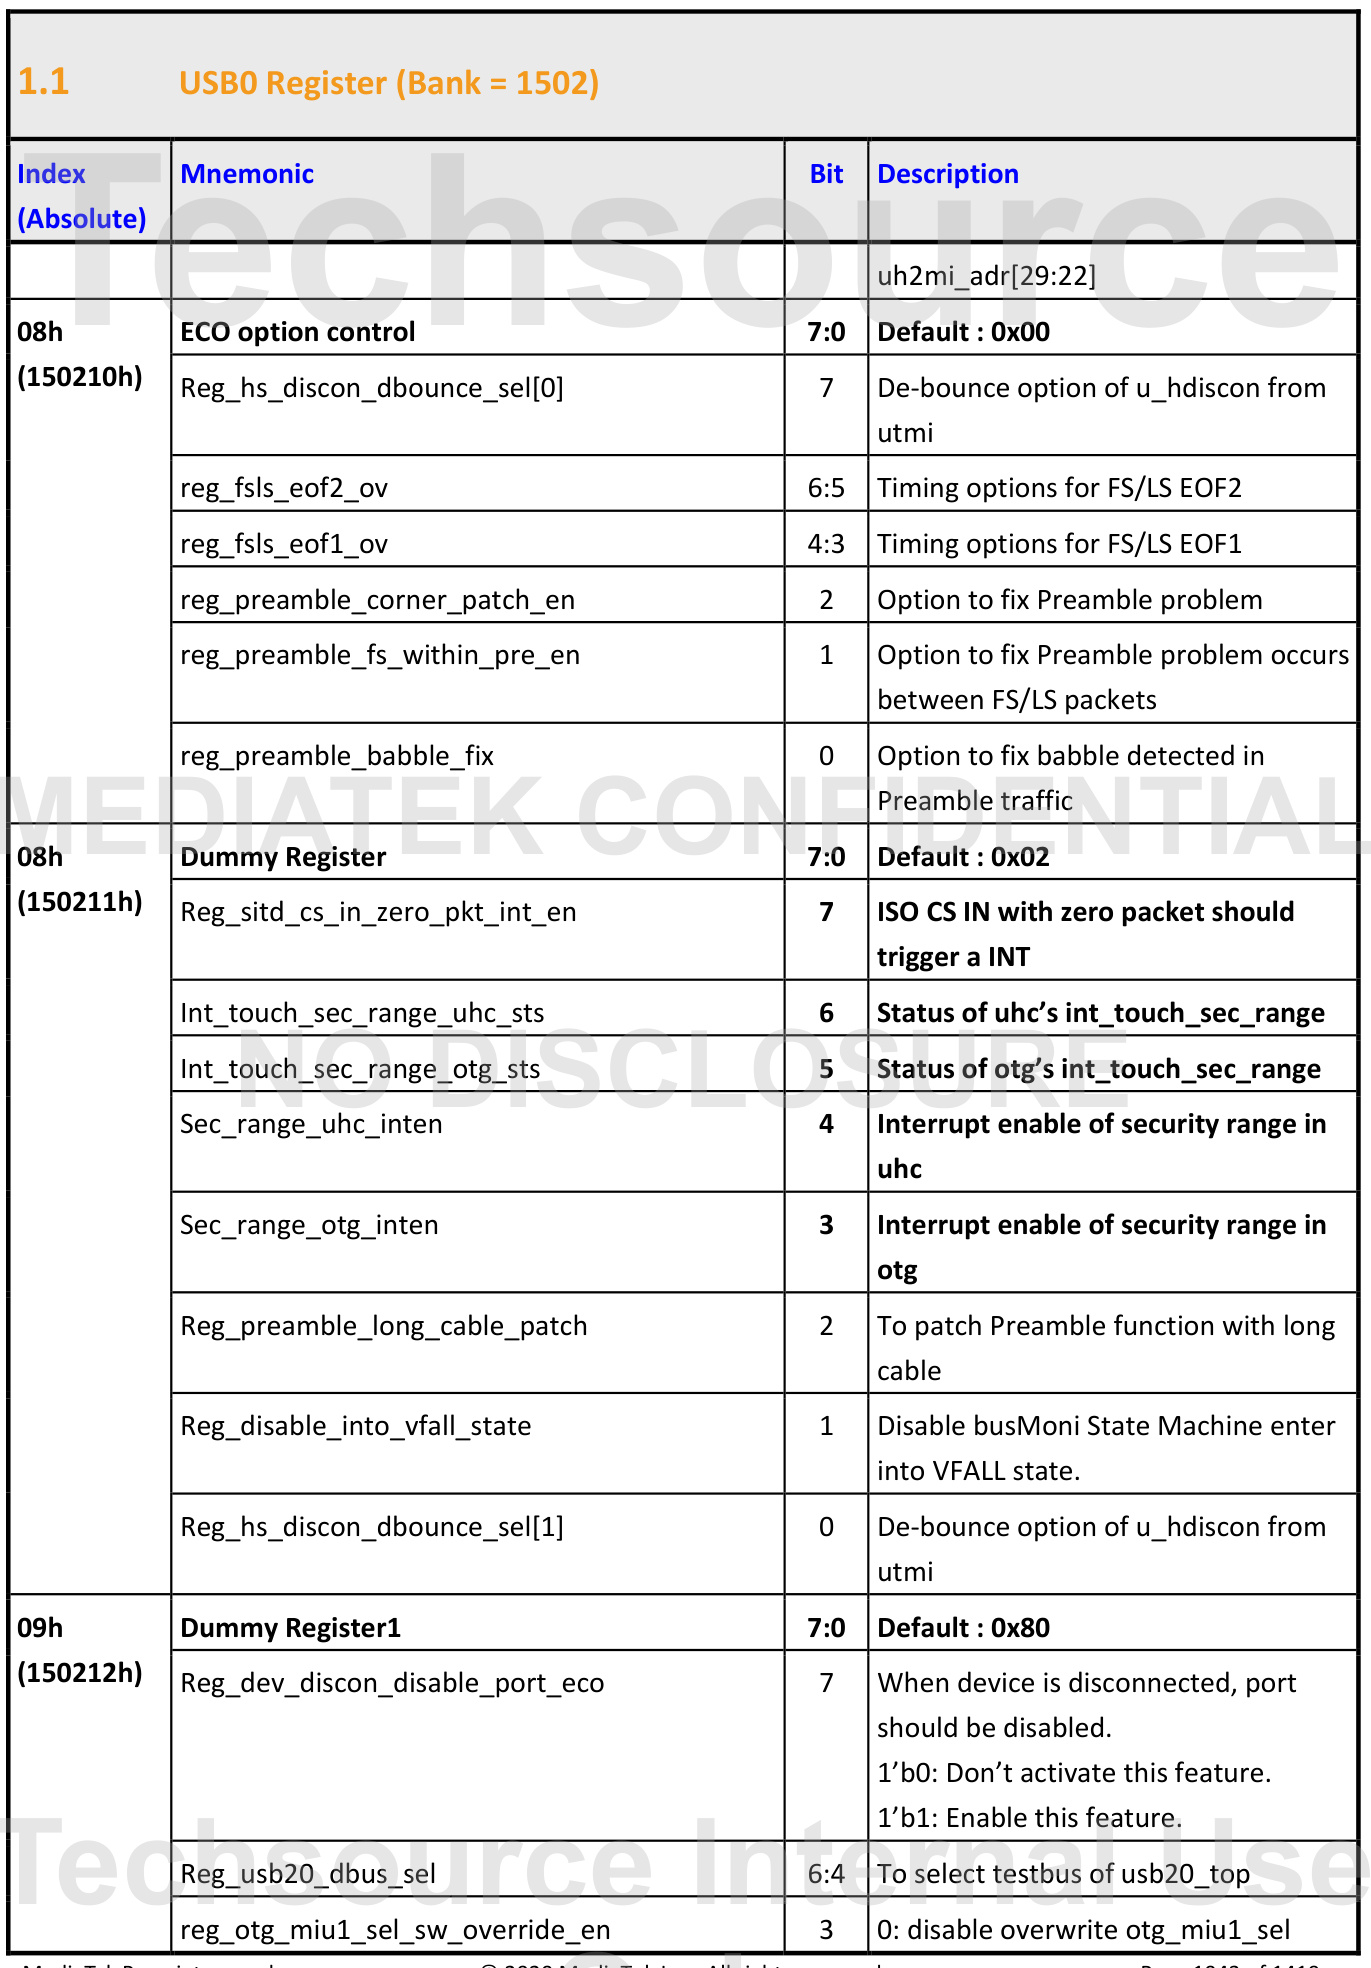 1.1 USB0 Register (Bank = 1502)
Index Mnemonic Bit Description
(Absolute)
Techsource
uh2mi_adr[29:22]
08h ECO option control 7:0 Default : 0x00
(150210h)
Reg_hs_discon_dbounce_sel[0] 7 De-bounce option of u_hdiscon from
utmi
reg_fsls_eof2_ov 6:5 Timing options for FS/LS EOF2
reg_fsls_eof1_ov 4:3 Timing options for FS/LS EOF1
reg_preamble_corner_patch_en 2 Option to fix Preamble problem
reg_preamble_fs_within_pre_en 1 Option to fix Preamble problem occurs
between FS/LS packets
reg_preamble_babble_fix 0 Option to fix babble detected in
Preamble traffic
MEDIATEK CONFIDENTIAL
08h Dummy Register 7:0 Default : 0x02
(150211h)
Reg_sitd_cs_in_zero_pkt_int_en 7 ISO CS IN with zero packet should
trigger a INT
Int_touch_sec_range_uhc_sts 6 Status of uhc’s int_touch_sec_range
NO DISCLOSURE
Int_touch_sec_range_otg_sts 5 Status of otg’s int_touch_sec_range
Sec_range_uhc_inten 4 Interrupt enable of security range in
uhc
Sec_range_otg_inten 3 Interrupt enable of security range in
otg
Reg_preamble_long_cable_patch 2 To patch Preamble function with long
cable
Reg_disable_into_vfall_state 1 Disable busMoni State Machine enter
into VFALL state.
Reg_hs_discon_dbounce_sel[1] 0 De-bounce option of u_hdiscon from
utmi
09h Dummy Register1 7:0 Default : 0x80
(150212h)
Reg_dev_discon_disable_port_eco 7 When device is disconnected, port
should be disabled.
1’b0: Don’t activate this feature.
1’b1: Enable this feature.
Techsource Internal Use
Reg_usb20_dbus_sel 6:4 To select testbus of usb20_top
reg_otg_miu1_sel_sw_override_en 3 0: disable overwrite otg_miu1_sel